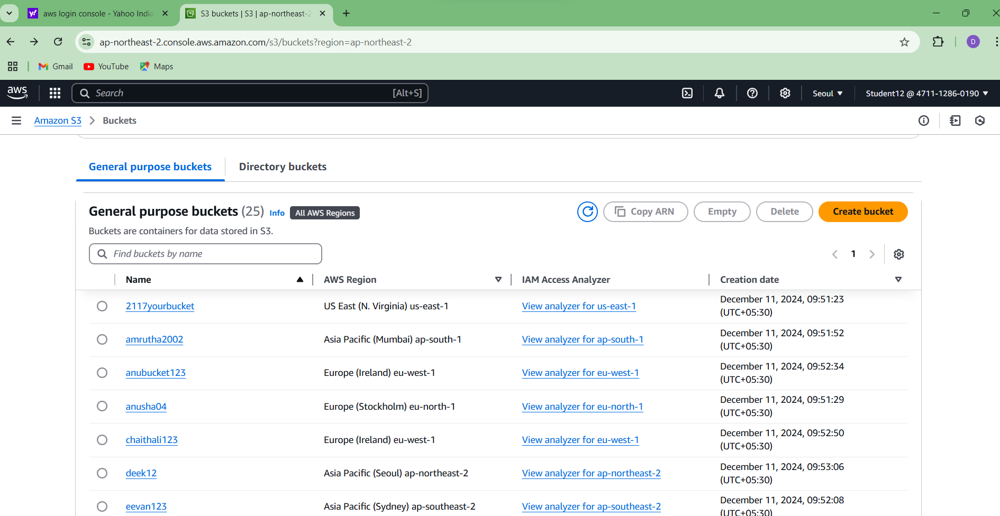 aws login console - Yahoo India
S3 buckets | S3 | ap-northeast-2
ap-northeast-2.console.aws.amazon.com/s3/buckets?region=ap-northeast-2
D
Gmail
YouTube
Maps
aws
Search
[Alt+S]
Seoul
Student12 @ 4711-1286-0190
Amazon S3
Buckets
General purpose buckets
Directory buckets
General purpose buckets (25) Info All AWS Regions
Copy ARN
Empty
Delete
Create bucket
Buckets are containers for data stored in S3.
Find buckets by name
1
Name AWS Region IAM Access Analyzer Creation date
2117yourbucket US East (N. Virginia) us-east-1 View analyzer for us-east-1 December 11, 2024, 09:51:23
(UTC+05:30)
amrutha2002 Asia Pacific (Mumbai) ap-south-1 View analyzer for ap-south-1 December 11, 2024, 09:51:52
(UTC+05:30)
anubucket123 Europe (Ireland) eu-west-1 View analyzer for eu-west-1 December 11, 2024, 09:52:34
(UTC+05:30)
anusha04 Europe (Stockholm) eu-north-1 View analyzer for eu-north-1 December 11, 2024, 09:51:29
(UTC+05:30)
chaithali123 Europe (Ireland) eu-west-1 View analyzer for eu-west-1 December 11, 2024, 09:52:50
(UTC+05:30)
deek12 Asia Pacific (Seoul) ap-northeast-2 View analyzer for ap-northeast-2 December 11, 2024, 09:53:06
(UTC+05:30)
eevan123 Asia Pacific (Sydney) ap-southeast-2 View analyzer for ap-southeast-2 December 11, 2024, 09:52:08
(UTC+05:30)